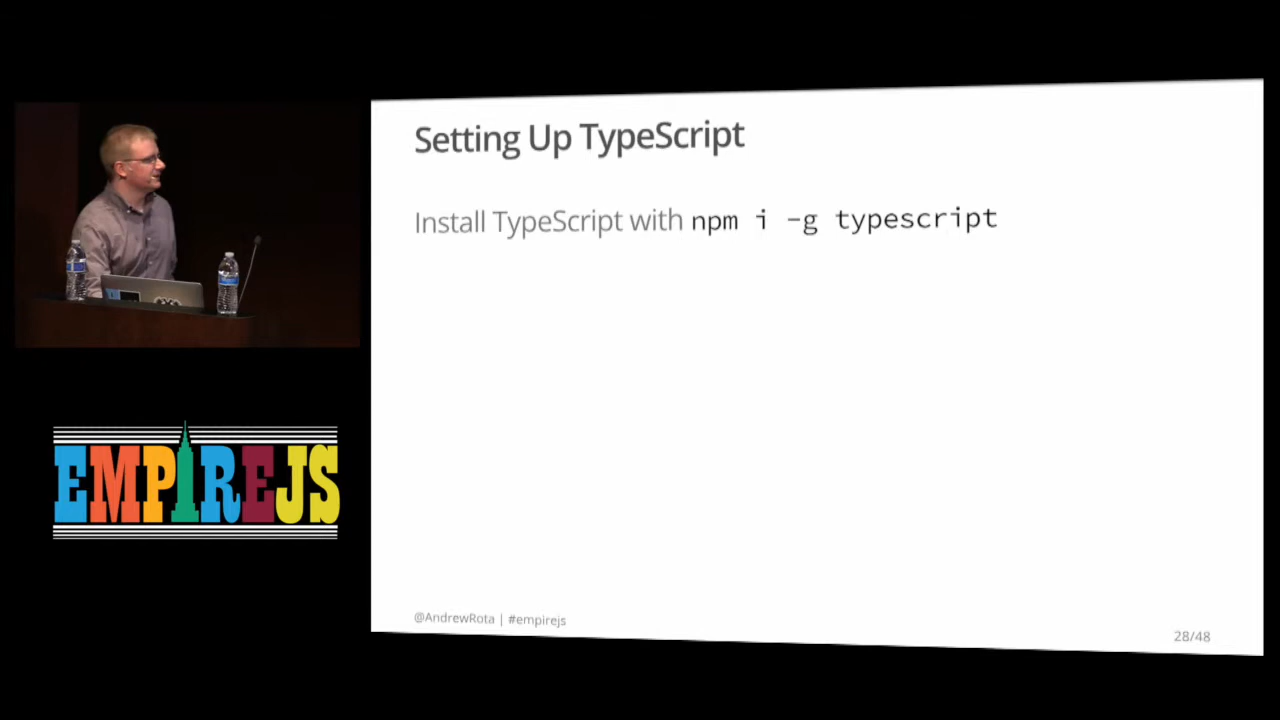 Setting Up TypeScript
Install TypeScript with npm i -g typescript
EMPIREJS
@AndrewRota | #empirejs
28/48